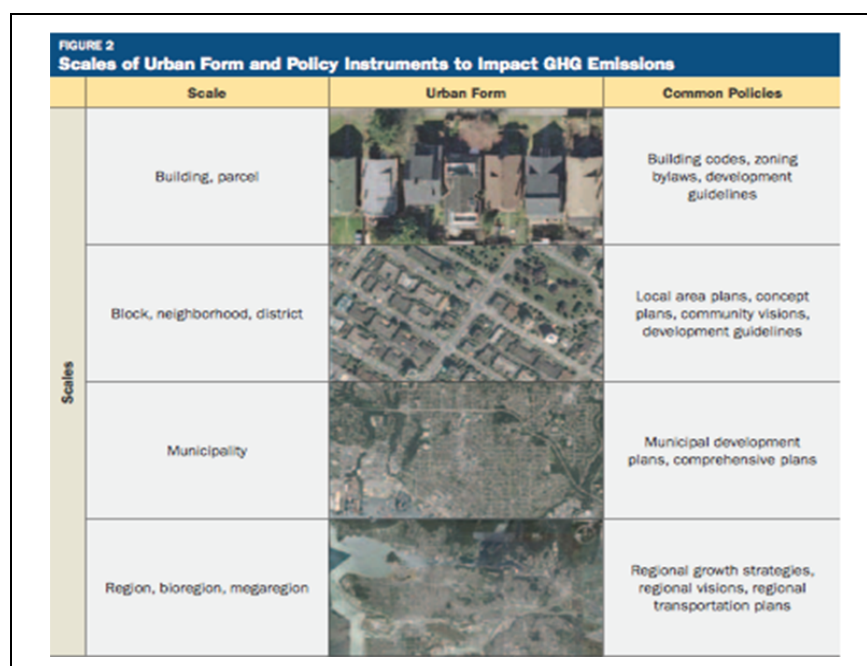 FIGURE 2
Scales of Urban Form and Policy Instruments to Impact GHG Emissions
Scale
Urban Form
Common Policies
Scales
Building, parcel
Building codes, zoning
bylaws, development
guidelines
Block, neighborhood, district
Local area plans, concept
plans, community visions,
development guidelines
Municipality
Municipal development
plans, comprehensive plans
Region, bioregion, megaregion
Regional growth strategies,
regional visions, regional
transportation plans